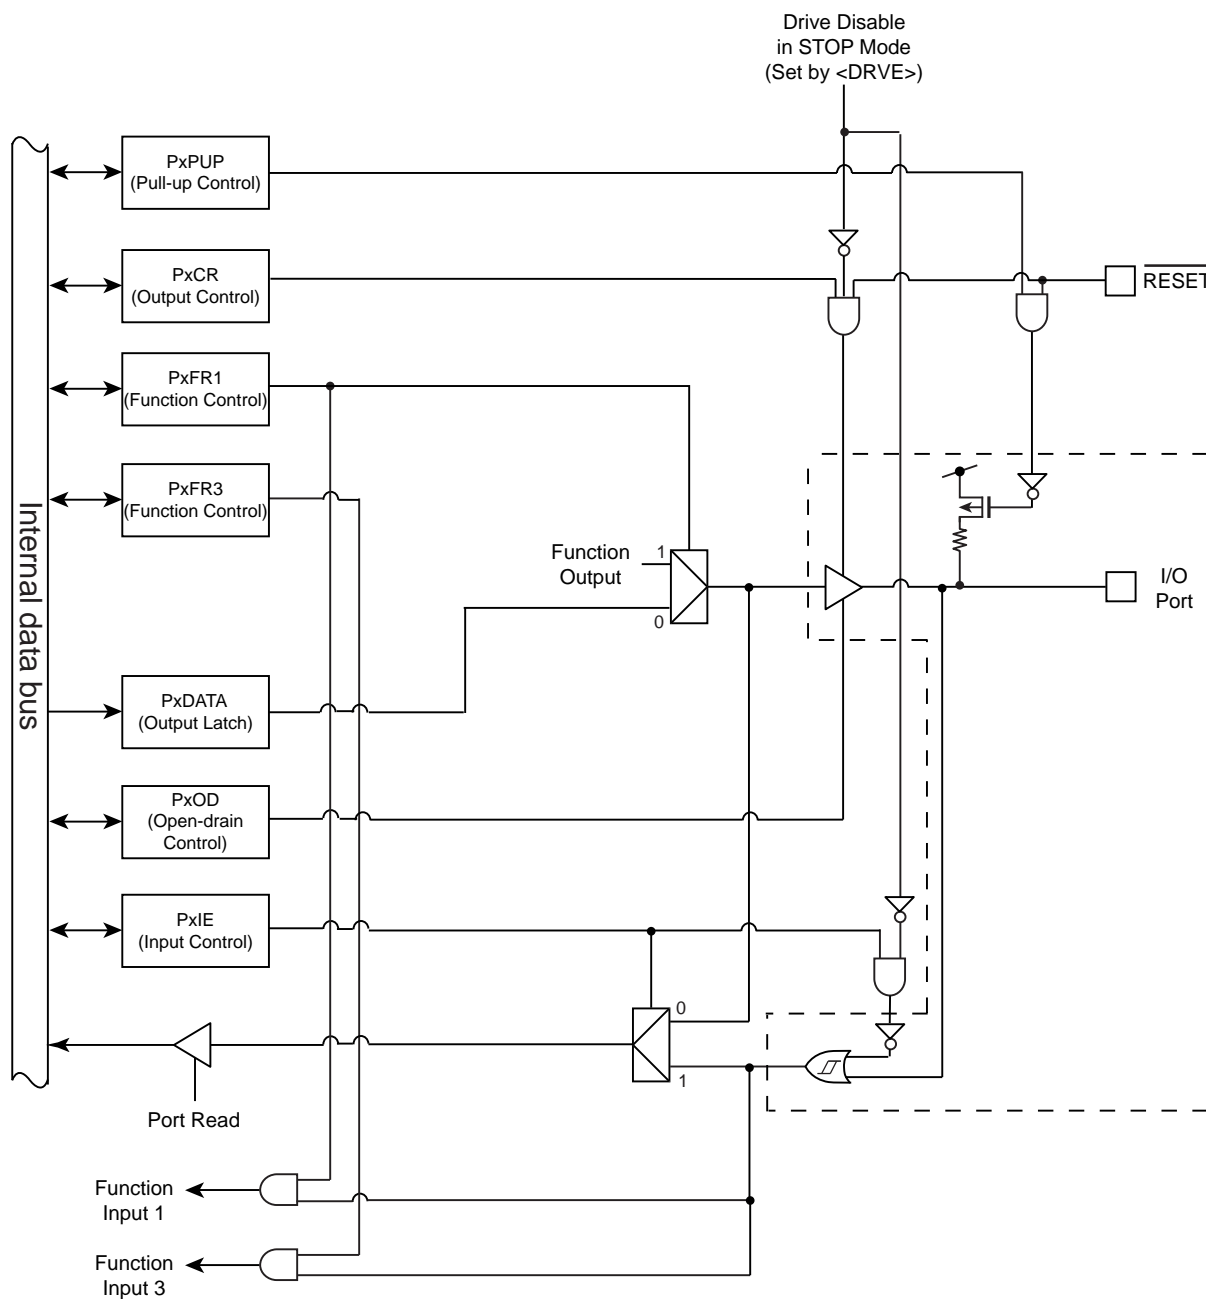 Drive Disable
in STOP Mode
(Set by <DRVE>)
PxPUP
(Pull-up Control)
PxCR
(Output Control)
RESET
PxFR1
(Function Control)
PxFR3
(Function Control)
Internal data bus
Function
Output
1
0
I/O
Port
PxDATA
(Output Latch)
PxOD
(Open-drain
Control)
PxIE
(Input Control)
0
1
Port Read
Function
Input 1
Function
Input 3